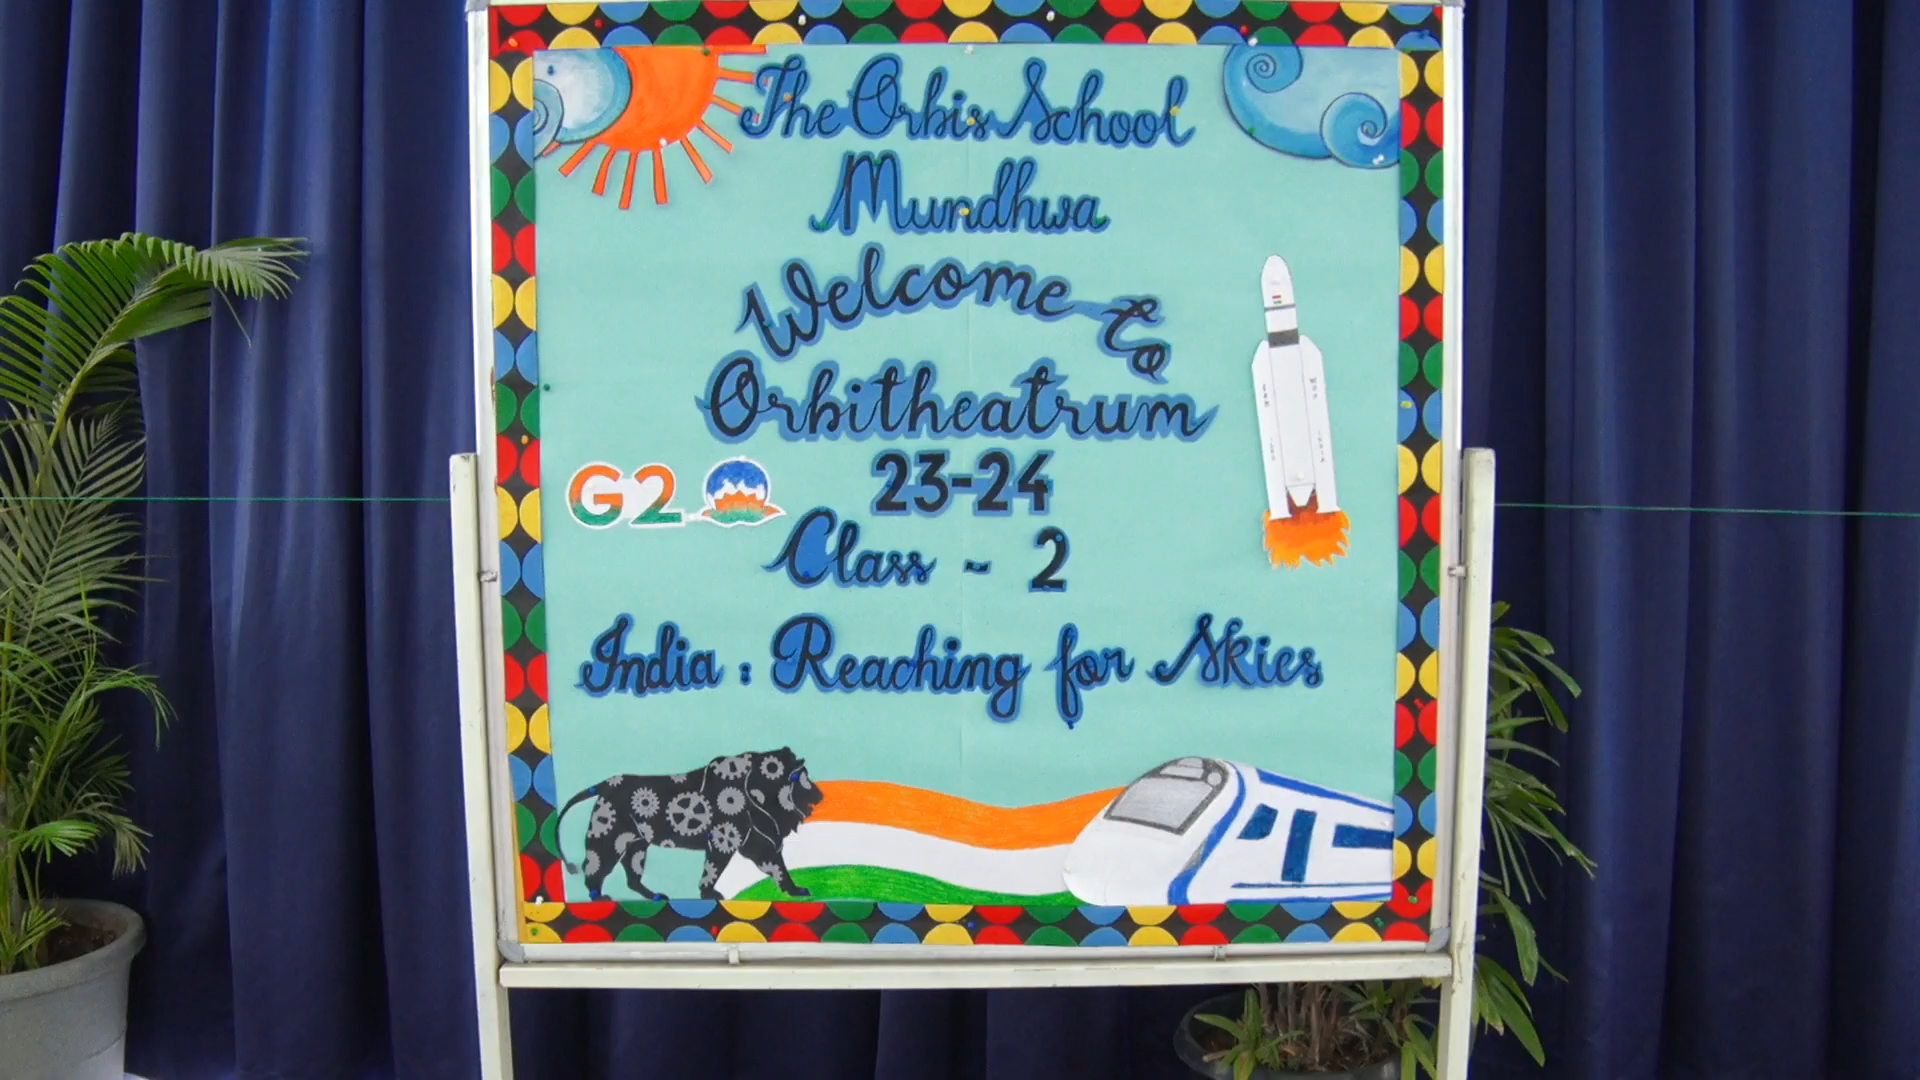 The Orbis School
Mundhwa
Welcome to
Orbitheatrum
23-24
G20
Class - 2
India : Reaching for Skies